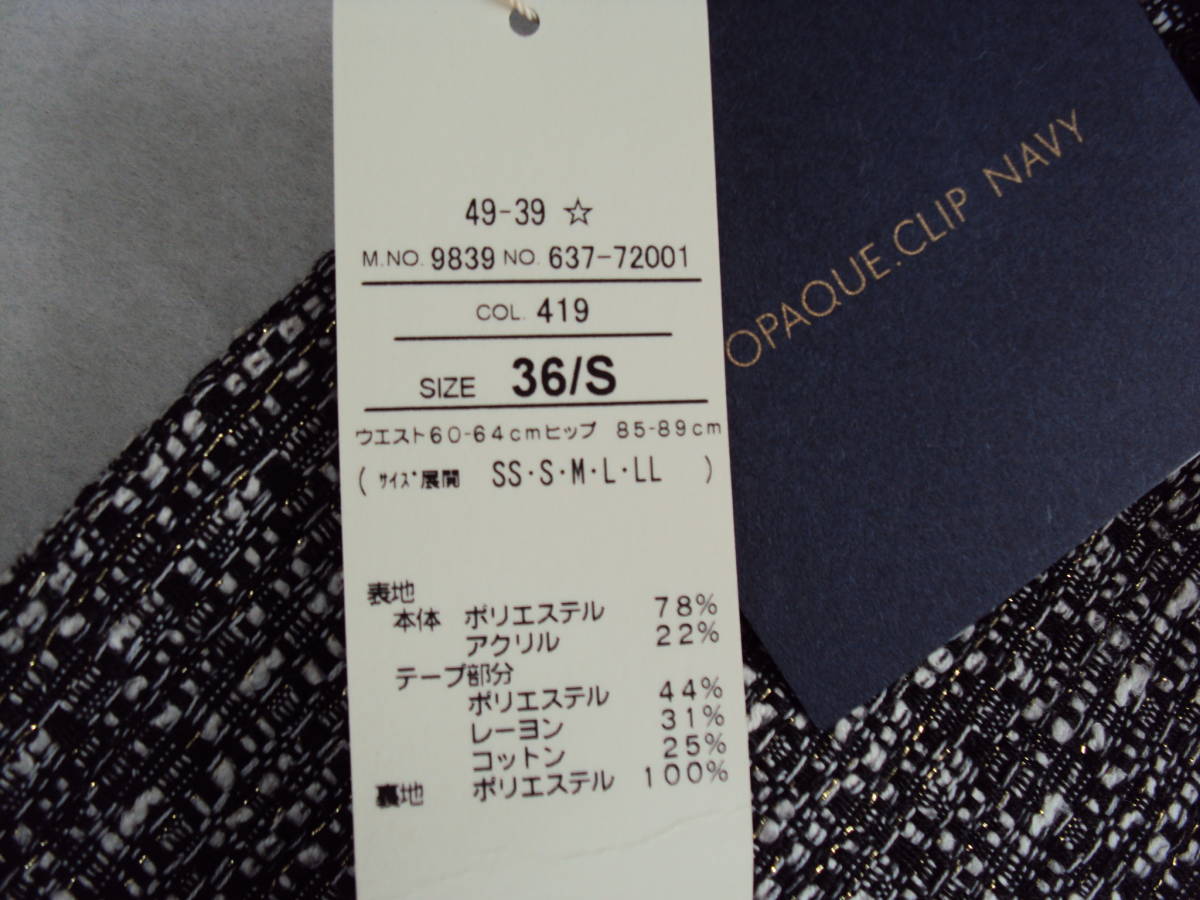 49-39 ☆
M.NO. 9839 NO. 637-72001
COL. 419
SIZE 36/S
ウエスト60-64cmヒップ 85-89cm
( サイズ展開 SS・S・M・L・LL )
表地
本体 ポリエステル 78%
アクリル 22%
テープ部分
ポリエステル 44%
レーヨン 31%
コットン 25%
裏地 ポリエステル 100%
OPAQUE.CLIP NAVY